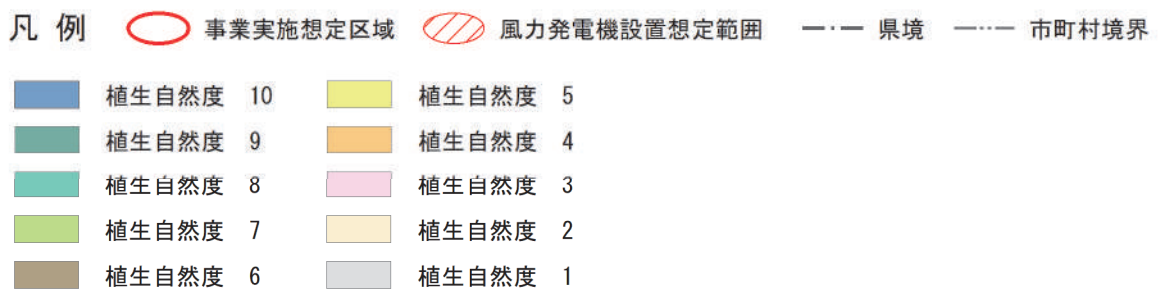 凡 例 事業実施想定区域 風力発電機設置想定範囲 県境 市町村境界
植生自然度 10 植生自然度 5
植生自然度 9 植生自然度 4
植生自然度 8 植生自然度 3
植生自然度 7 植生自然度 2
植生自然度 6 植生自然度 1